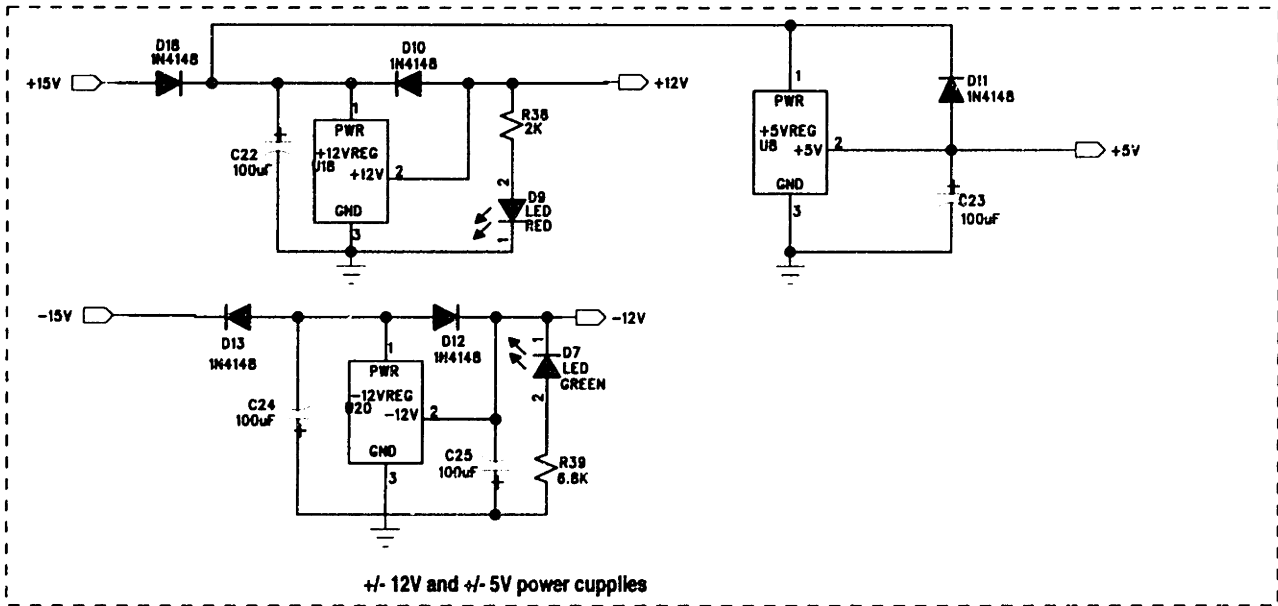 D18
1N4148
+15V
D10
1N4148
+12V
1
PWR
+12VREG
U18
+12V
2
GND
3
C22
100uF
R38
2K
2
D9
LED
RED
1
1
PWR
+5VREG
U8
+5V
2
GND
3
D11
1N4148
+5V
C23
100uF
-15V
D13
1N4148
D12
1N4148
-12V
1
PWR
-12VREG
U20
-12V
2
GND
3
C24
100uF
C25
100uF
1
D7
LED
GREEN
2
R39
6.8K
+/- 12V and +/- 5V power cupplies